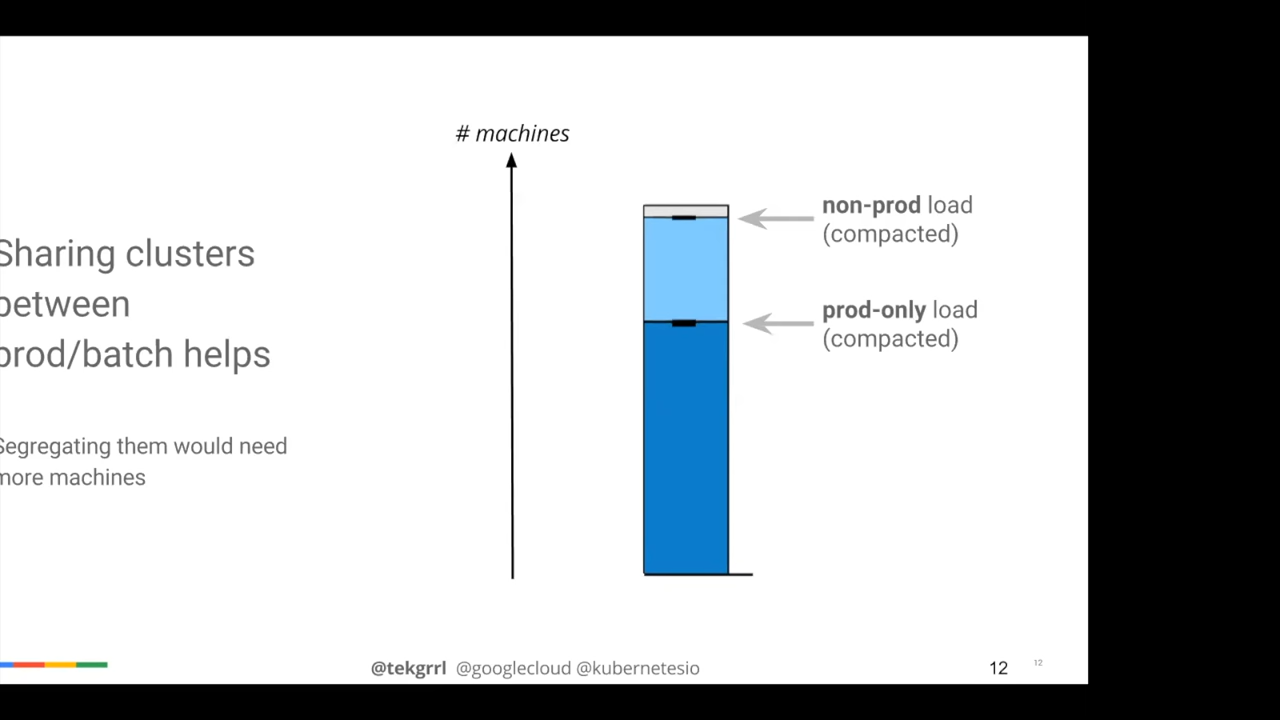 # machines
non-prod load
(compacted)
Sharing clusters
between
prod/batch helps
prod-only load
(compacted)
Segregating them would need
more machines
@tekgrrl @googlecloud @kubernetesio
12
12